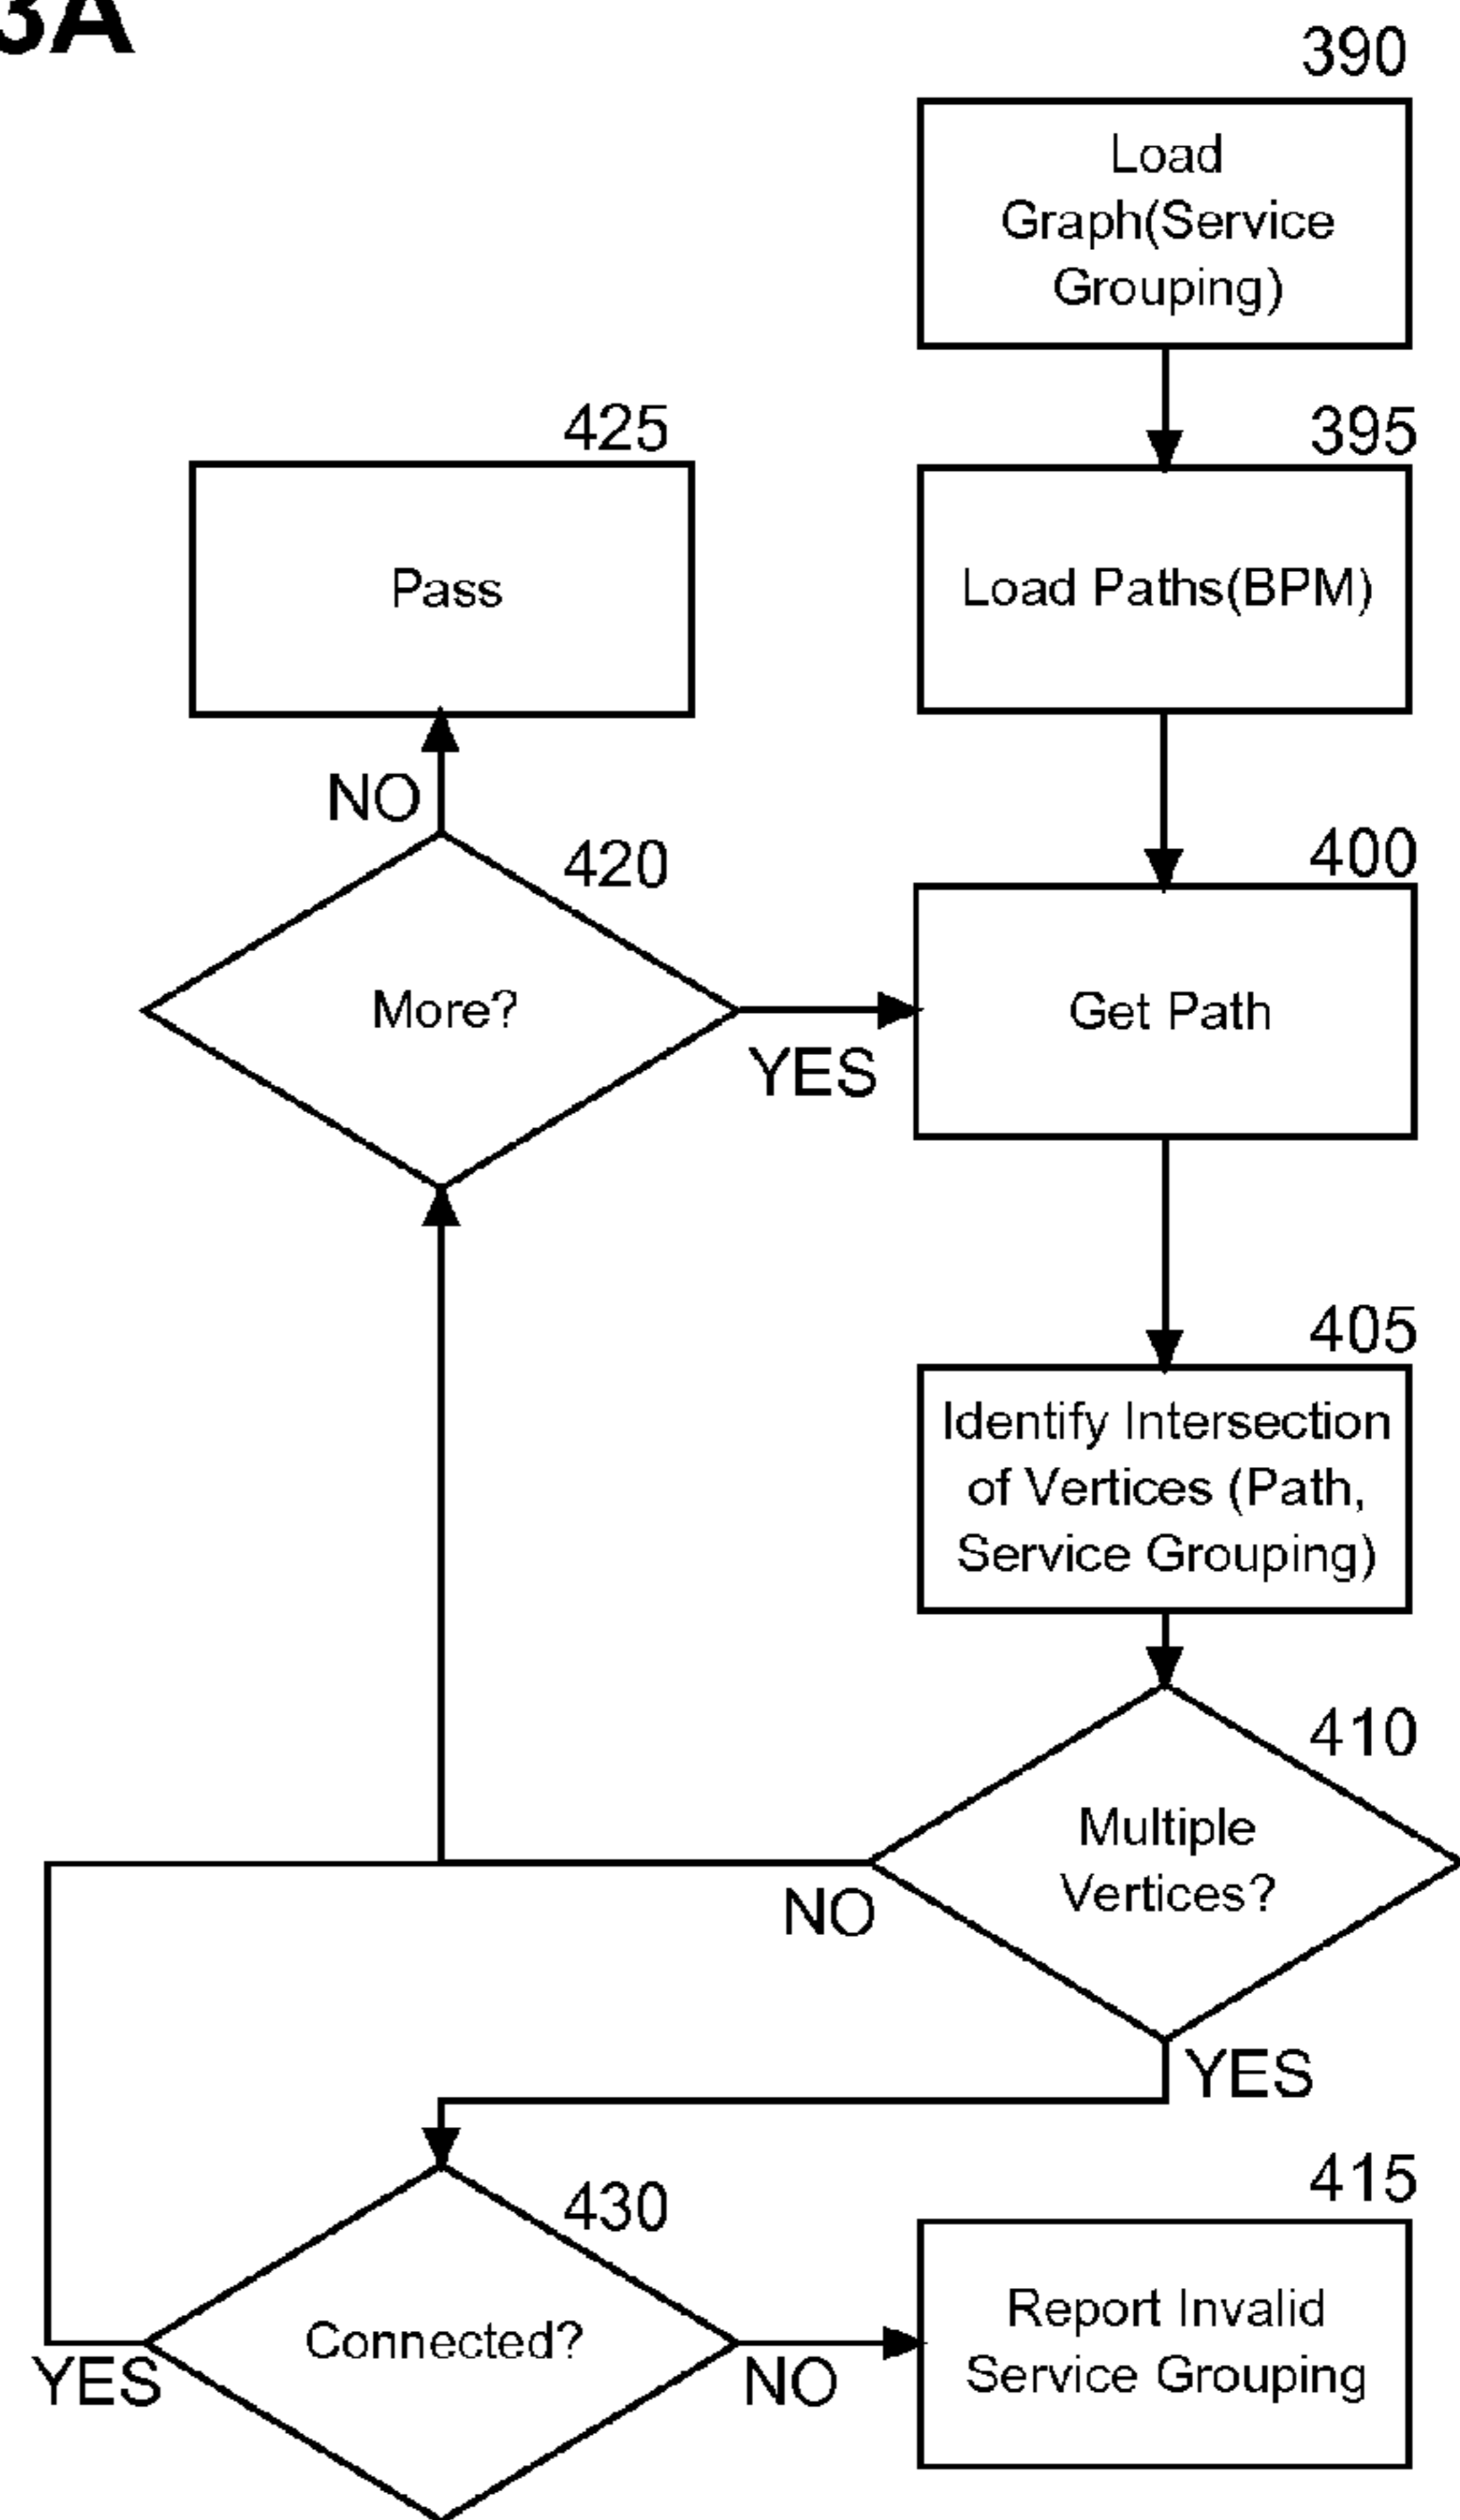 3A
390
Load
Graph(Service
Grouping)
425
395
Pass
Load Paths(BPM)
NO
420
400
More?
Get Path
YES
405
Identify Intersection
of Vertices (Path,
Service Grouping)
410
Multiple
Vertices?
NO
YES
430
415
Connected?
Report Invalid
Service Grouping
YES
NO